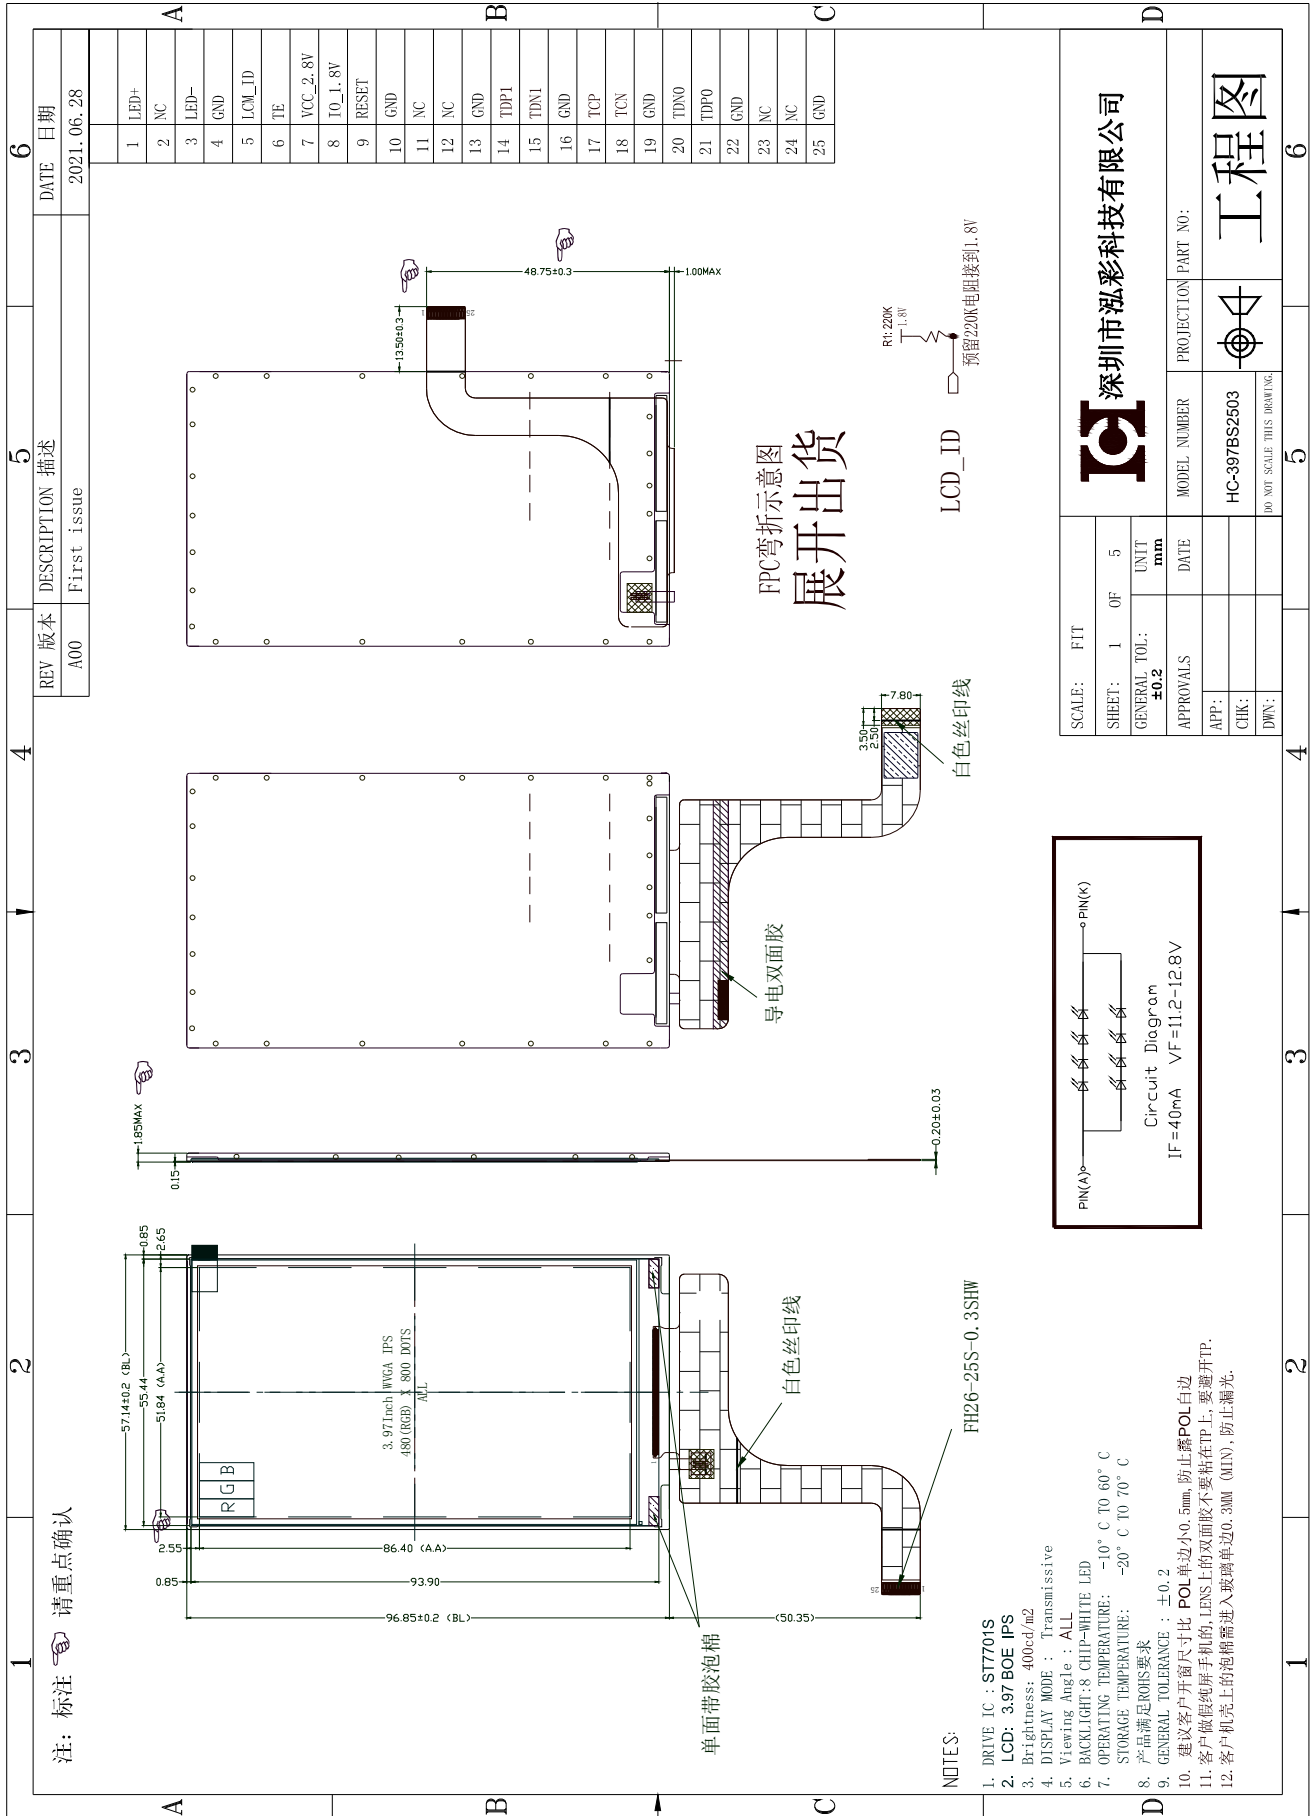 注: 标注 请重点确认
1
2
3
4
5
6
A
B
C
D
REV 版本
DESCRIPTION 描述
DATE 日期
A00
First issue
2021.06.28
1 LED+
2 NC
3 LED-
4 GND
5 LCM_ID
6 TE
7 VCC_2.8V
8 IO_1.8V
9 RESET
10 GND
11 NC
12 NC
13 GND
14 TDP1
15 TDN1
16 GND
17 TCP
18 TCN
19 GND
20 TDN0
21 TDP0
22 GND
23 NC
24 NC
25 GND
57.14±0.2 (BL)
55.44
51.84 (A.A)
0.85
2.65
R G B
3.97Inch WVGA IPS
480(RGB) X 800 DOTS
ALL
2.55
86.40 (A.A)
0.85
93.90
96.85±0.2 (BL)
(50.35)
单面带胶泡棉
白色丝印线
FH26-25S-0.3SHW
25
1
1.85MAX
0.15
0.20±0.03
导电双面胶
白色丝印线
3.50
2.50
7.80
13.50±0.3
48.75±0.3
1.00MAX
1
25
FPC弯折示意图
展开出货
LCD_ID
R1: 220K
1.8V
预留220K电阻接到1.8V
PIN(A)
PIN(K)
Circuit Diagram
IF=40mA VF=11.2-12.8V
NOTES:
1. DRIVE IC : ST7701S
2. LCD: 3.97 BOE IPS
3. Brightness: 400cd/m2
4. DISPLAY MODE : Transmissive
5. Viewing Angle : ALL
6. BACKLIGHT:8 CHIP-WHITE LED
7. OPERATING TEMPERATURE: -10° C TO 60° C
STORAGE TEMPERATURE: -20° C TO 70° C
8. 产品满足ROHS要求
9. GENERAL TOLERANCE : ±0.2
10. 建议客户开窗尺寸比 POL单边小0.5mm, 防止露POL白边
11. 客户做假纯屏手机的, LENS上的双面胶不要粘在TP上, 要避开TP.
12. 客户机壳上的泡棉需进入玻璃单边0.3MM (MIN), 防止漏光.
SCALE: FIT
SHEET: 1 OF 5
GENERAL TOL: ±0.2
UNIT mm
APPROVALS
DATE
APP:
CHK:
DWN:
深圳市泓彩科技有限公司
MODEL NUMBER
PROJECTION
PART NO:
HC-397BS2503
工程图
DO NOT SCALE THIS DRAWING.
1
2
3
4
5
6
A
B
C
D